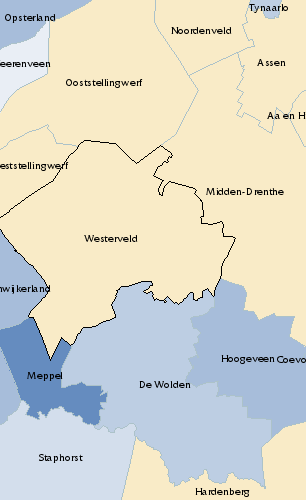 Tynaarlo
Opsterland
Noordenveld
eerenveen
Assen
Ooststellingwerf
Aa en H
eststellingwerf
Midden-Drenthe
Westerveld
nwijkerland
Hoogeveen
Coevo
Meppel
De Wolden
Staphorst
Hardenberg